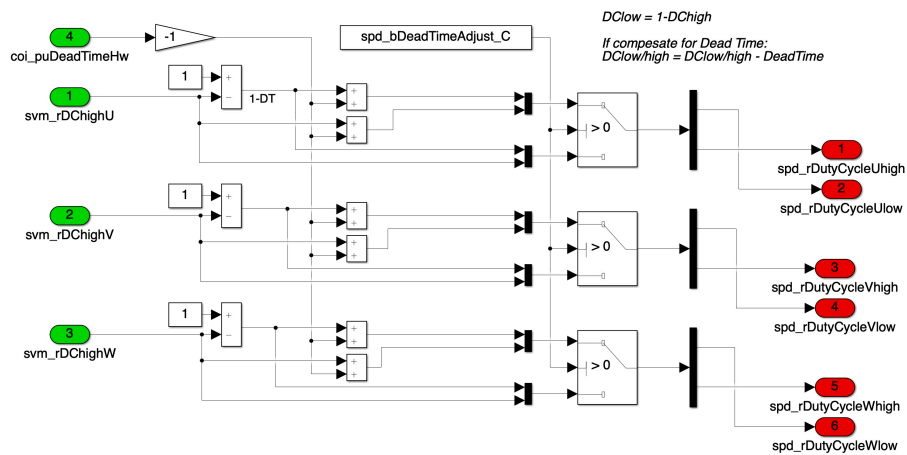 DClow = 1-DChigh
4
-1
spd_bDeadTimeAdjust_C
If compesate for Dead Time:
DClow/high = DClow/high - DeadTime
coi_puDeadTimeHw
1
+
−
1-DT
+
+
1
svm_rDChighU
+
+
> 0
1
spd_rDutyCycleUhigh
2
spd_rDutyCycleUlow
1
+
−
+
+
2
svm_rDChighV
+
+
> 0
3
spd_rDutyCycleVhigh
4
spd_rDutyCycleVlow
1
+
−
+
+
3
svm_rDChighW
+
+
> 0
5
spd_rDutyCycleWhigh
6
spd_rDutyCycleWlow